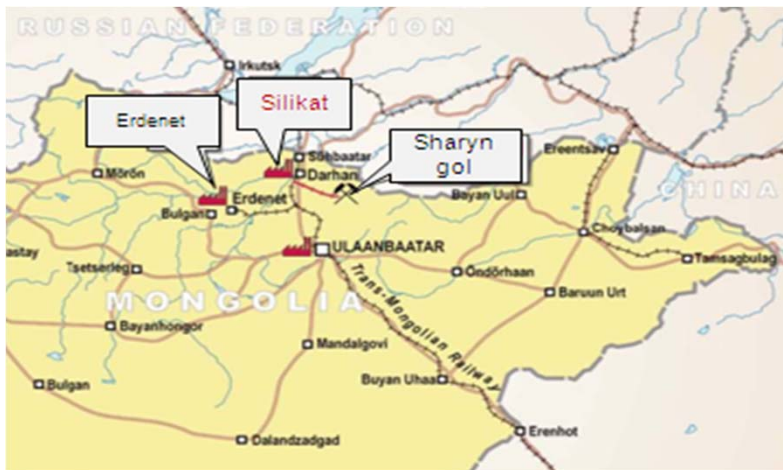 RUSSIAN FEDERATION
Irkutsk
Silikat
Erdenet
Sharyn
gol
Sühbaatar
Ereentsav
Mörön
Darhan
CHINA
Erdenet
Bayan Uul
Bulgan
Choybalsan
ULAANBAATAR
astay
Tsetserleg
Öndörhaan
Tamsagbulag
MONGOLIA
Trans-Mongolian Railway
Baruun Urt
Bayanhongor
Mandalgovi
Bulgan
Buyan Uhaa
Dalandzadgad
Erenhot